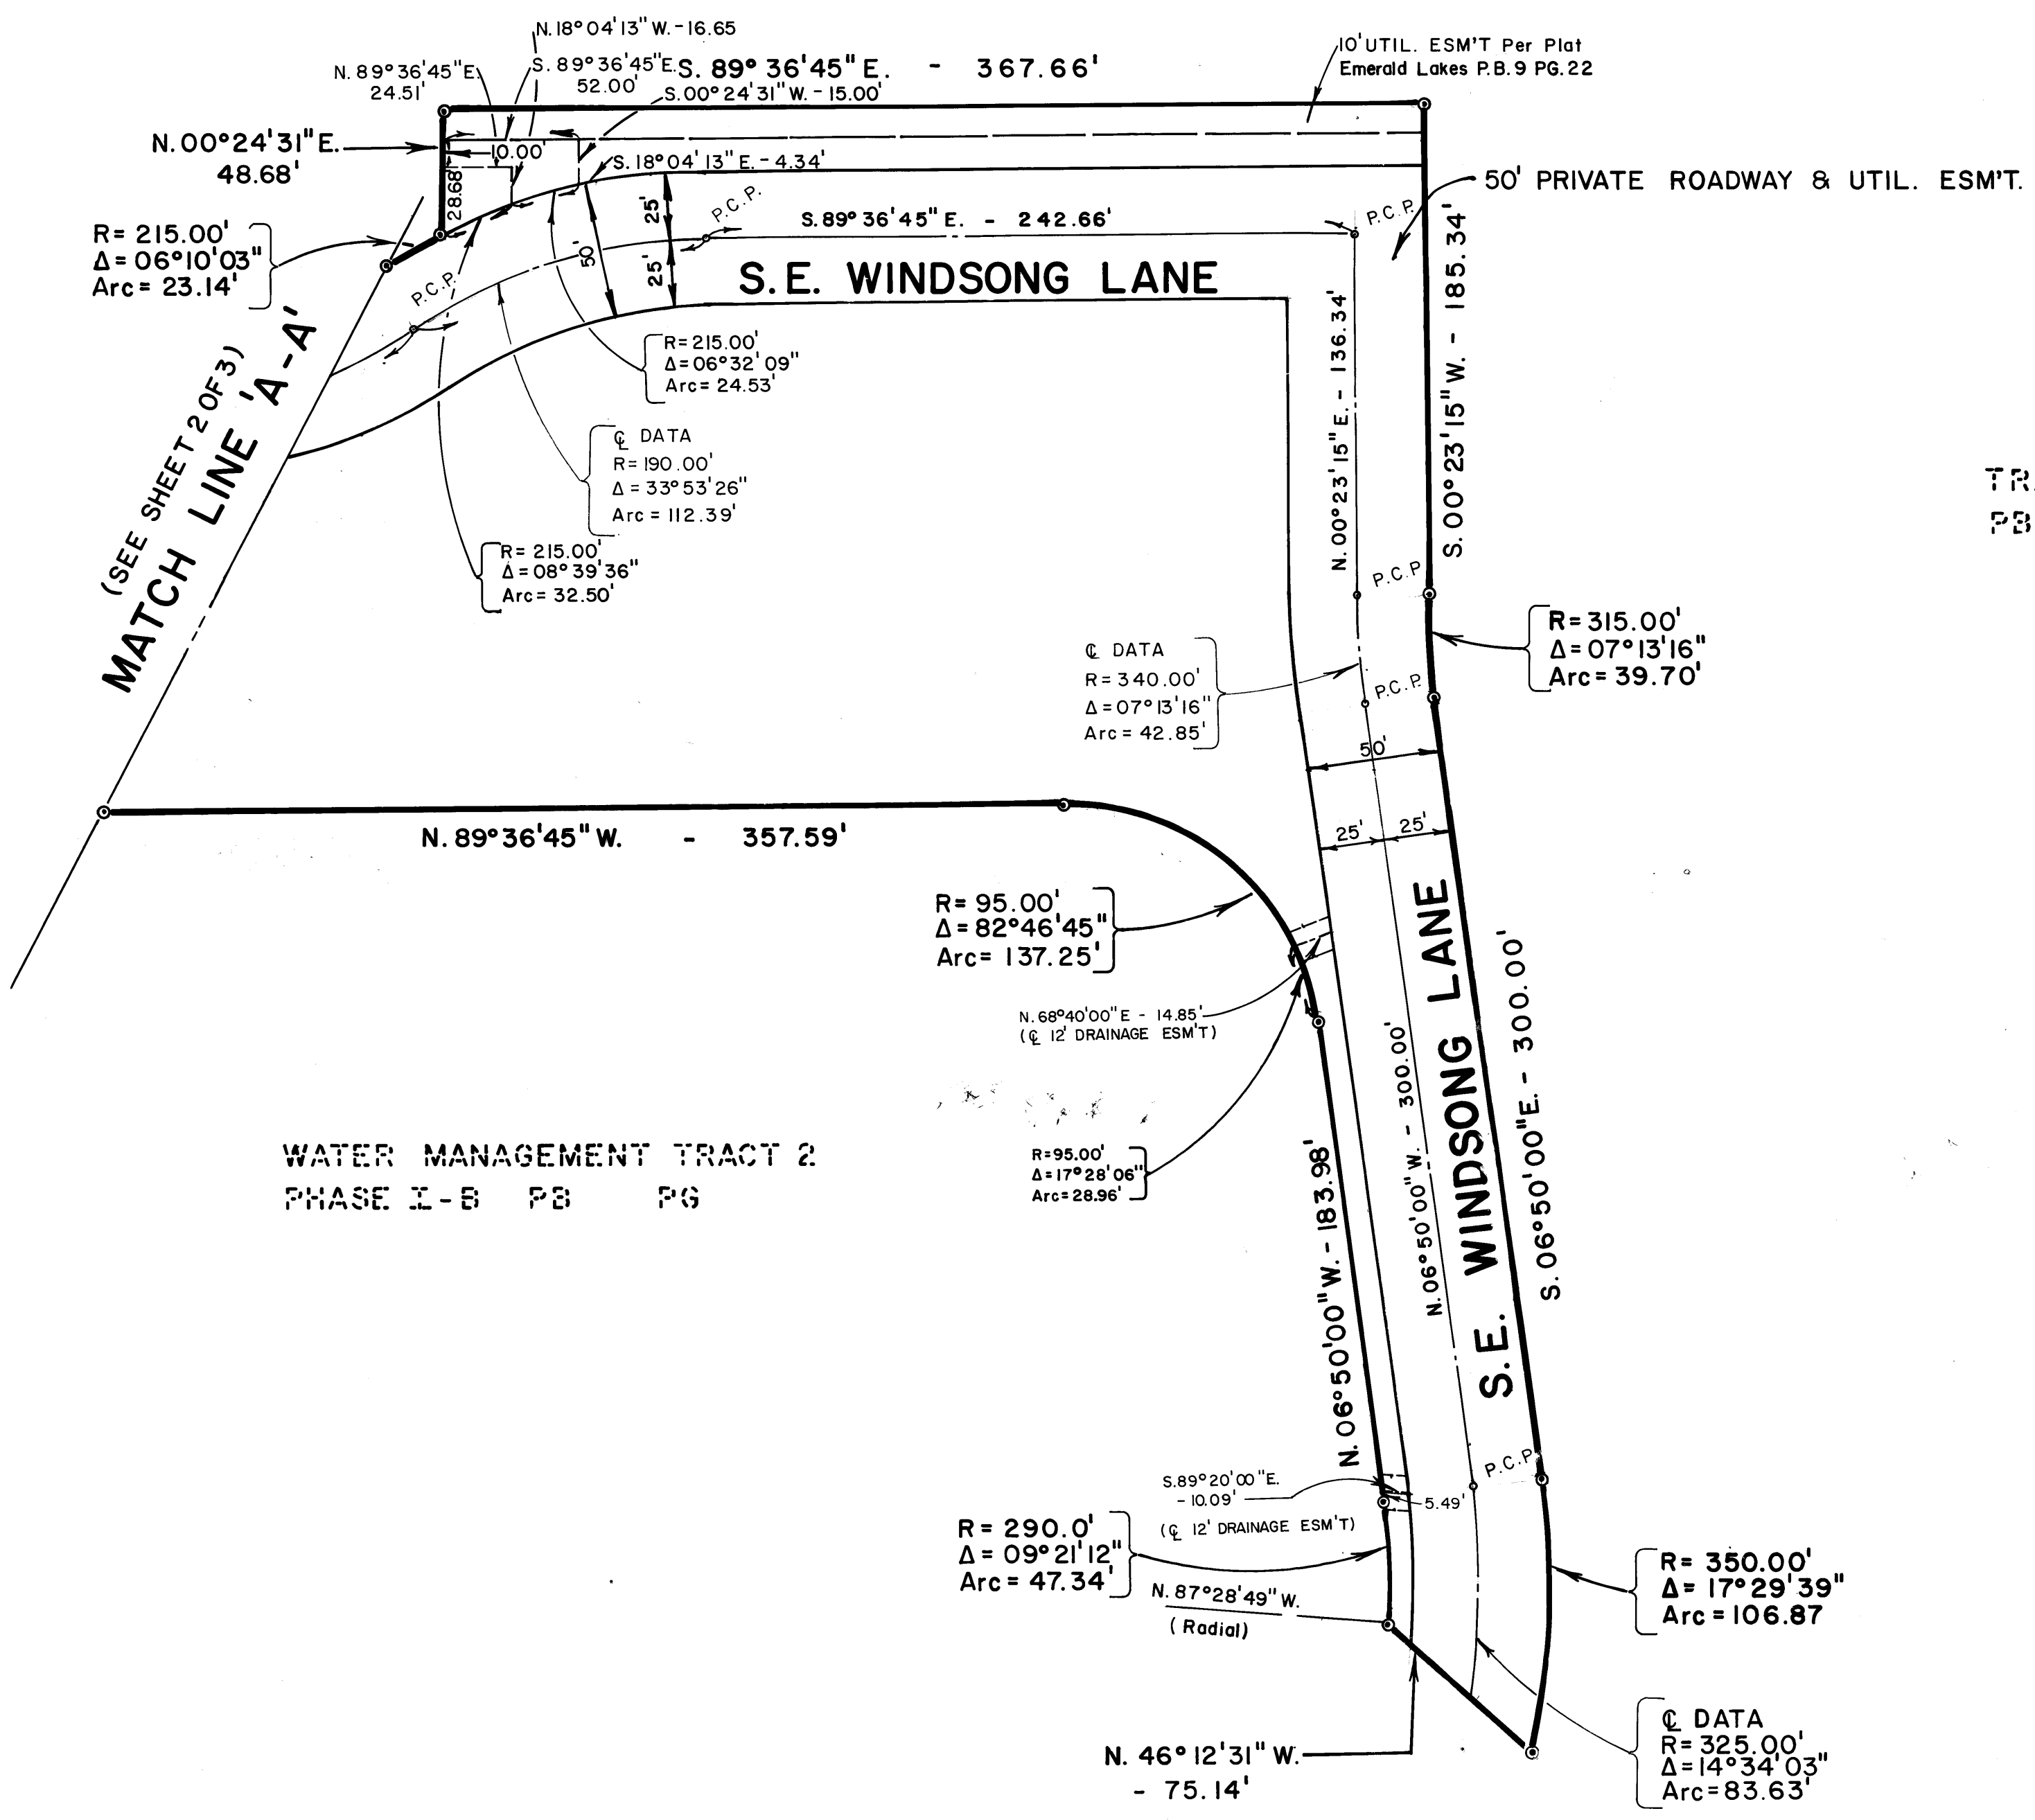 N. 18° 04' 13" W. - 16.65
N. 89° 36' 45" E.
24.51'
S. 89° 36' 45" E.
52.00'
S. 89° 36' 45" E. - 367.66'
S. 00° 24' 31" W. - 15.00'
10' UTIL. ESM'T Per Plat
Emerald Lakes P.B. 9 PG. 22
N. 00° 24' 31" E.
48.68'
10.00'
28.68'
S. 18° 04' 13" E. - 4.34'
50' PRIVATE ROADWAY & UTIL. ESM'T.
R= 215.00'
Δ= 06° 10' 03"
Arc= 23.14'
P.C.P.
25'
25'
50'
P.C.P.
S. 89° 36' 45" E. - 242.66'
P.C.P.
S.E. WINDSONG LANE
N. 00° 23' 15" E. - 136.34'
S. 00° 23' 15" W. - 185.34'
R= 215.00'
Δ= 06° 32' 09"
Arc= 24.53'
(SEE SHEET 2 OF 3)
MATCH LINE 'A-A'
℄ DATA
R= 190.00'
Δ= 33° 53' 26"
Arc= 112.39'
TR
PB
R= 215.00'
Δ= 08° 39' 36"
Arc= 32.50'
P.C.P
R= 315.00'
Δ= 07° 13' 16"
Arc= 39.70'
℄ DATA
R= 340.00'
Δ= 07° 13' 16"
Arc= 42.85'
P.C.P.
50'
25'
25'
N. 89° 36' 45" W. - 357.59'
R= 95.00'
Δ= 82° 46' 45"
Arc= 137.25'
N. 68° 40' 00" E - 14.85'
(℄ 12' DRAINAGE ESM'T)
N. 06° 50' 00" W. - 300.00'
S.E. WINDSONG LANE
S. 06° 50' 00" E. - 300.00'
WATER MANAGEMENT TRACT 2
PHASE I-B PB PG
R= 95.00'
Δ= 17° 28' 06"
Arc= 28.96'
N. 06° 50' 00" W. - 183.98'
P.C.P.
S. 89° 20' 00" E.
- 10.09'
(℄ 12' DRAINAGE ESM'T)
5.49'
R= 290.0'
Δ= 09° 21' 12"
Arc= 47.34'
N. 87° 28' 49" W.
(Radial)
R= 350.00'
Δ= 17° 29' 39"
Arc= 106.87
N. 46° 12' 31" W.
- 75.14'
℄ DATA
R= 325.00'
Δ= 14° 34' 03"
Arc= 83.63'